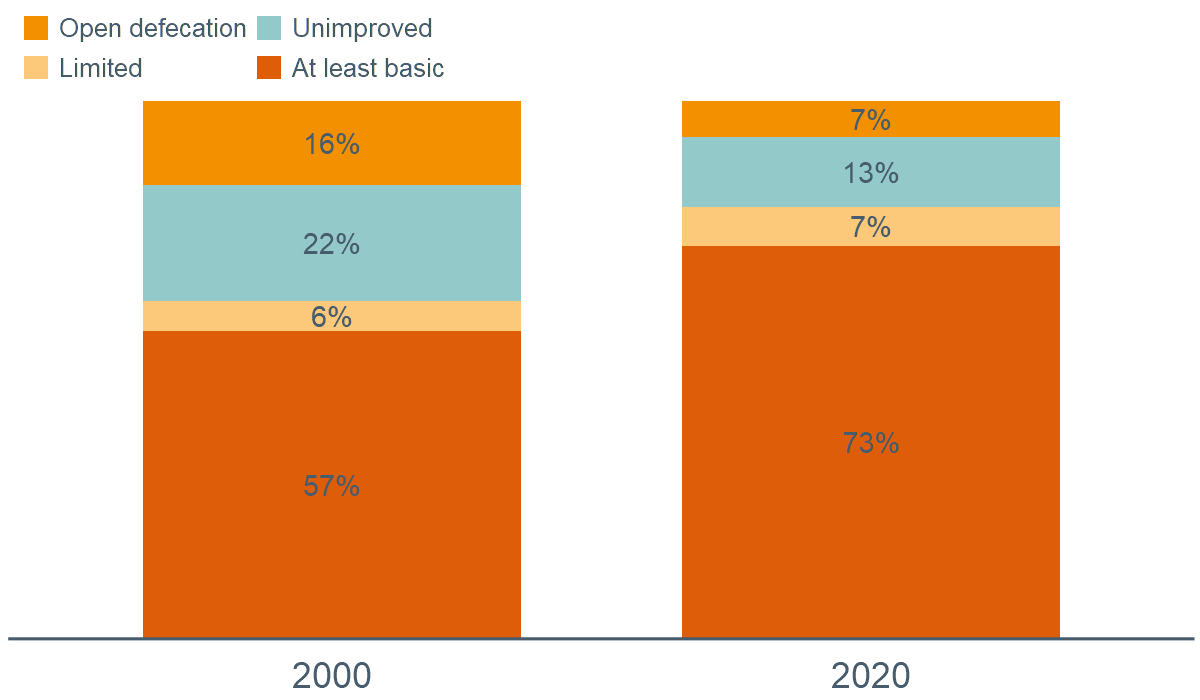 Open defecation Unimproved
Limited At least basic
16% 7%
22% 13%
6% 7%
57% 73%
2000 2020